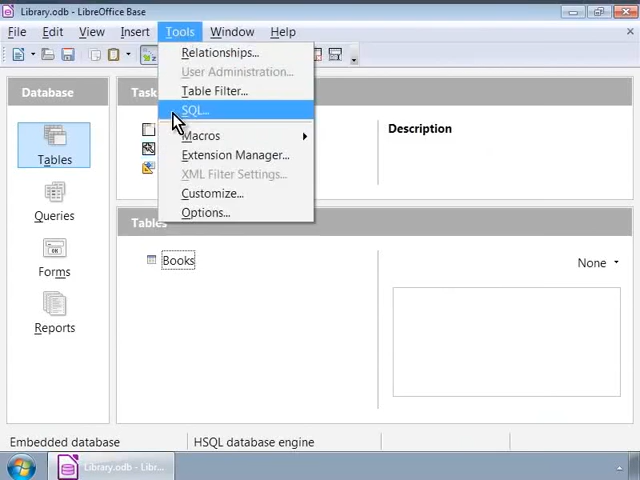 Library.odb - LibreOffice Base
File Edit View Insert Tools Window Help
Relationships...
User Administration...
Table Filter...
SQL...
Macros
Extension Manager...
XML Filter Settings...
Customize...
Options...
Database
Tables
Queries
Forms
Reports
Task
Description
Tables
Books
None
Embedded database HSQL database engine
Library.odb - Libr...